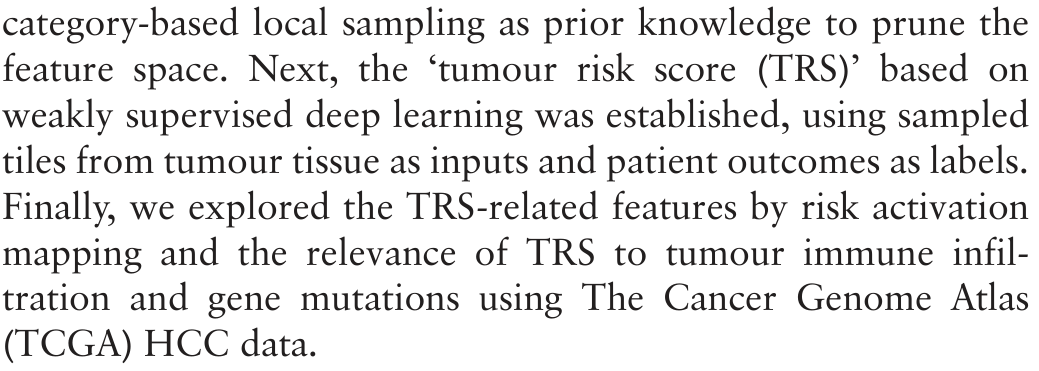 category-based local sampling as prior knowledge to prune the
feature space. Next, the ‘tumour risk score (TRS)’ based on
weakly supervised deep learning was established, using sampled
tiles from tumour tissue as inputs and patient outcomes as labels.
Finally, we explored the TRS-related features by risk activation
mapping and the relevance of TRS to tumour immune infil-
tration and gene mutations using The Cancer Genome Atlas
(TCGA) HCC data.